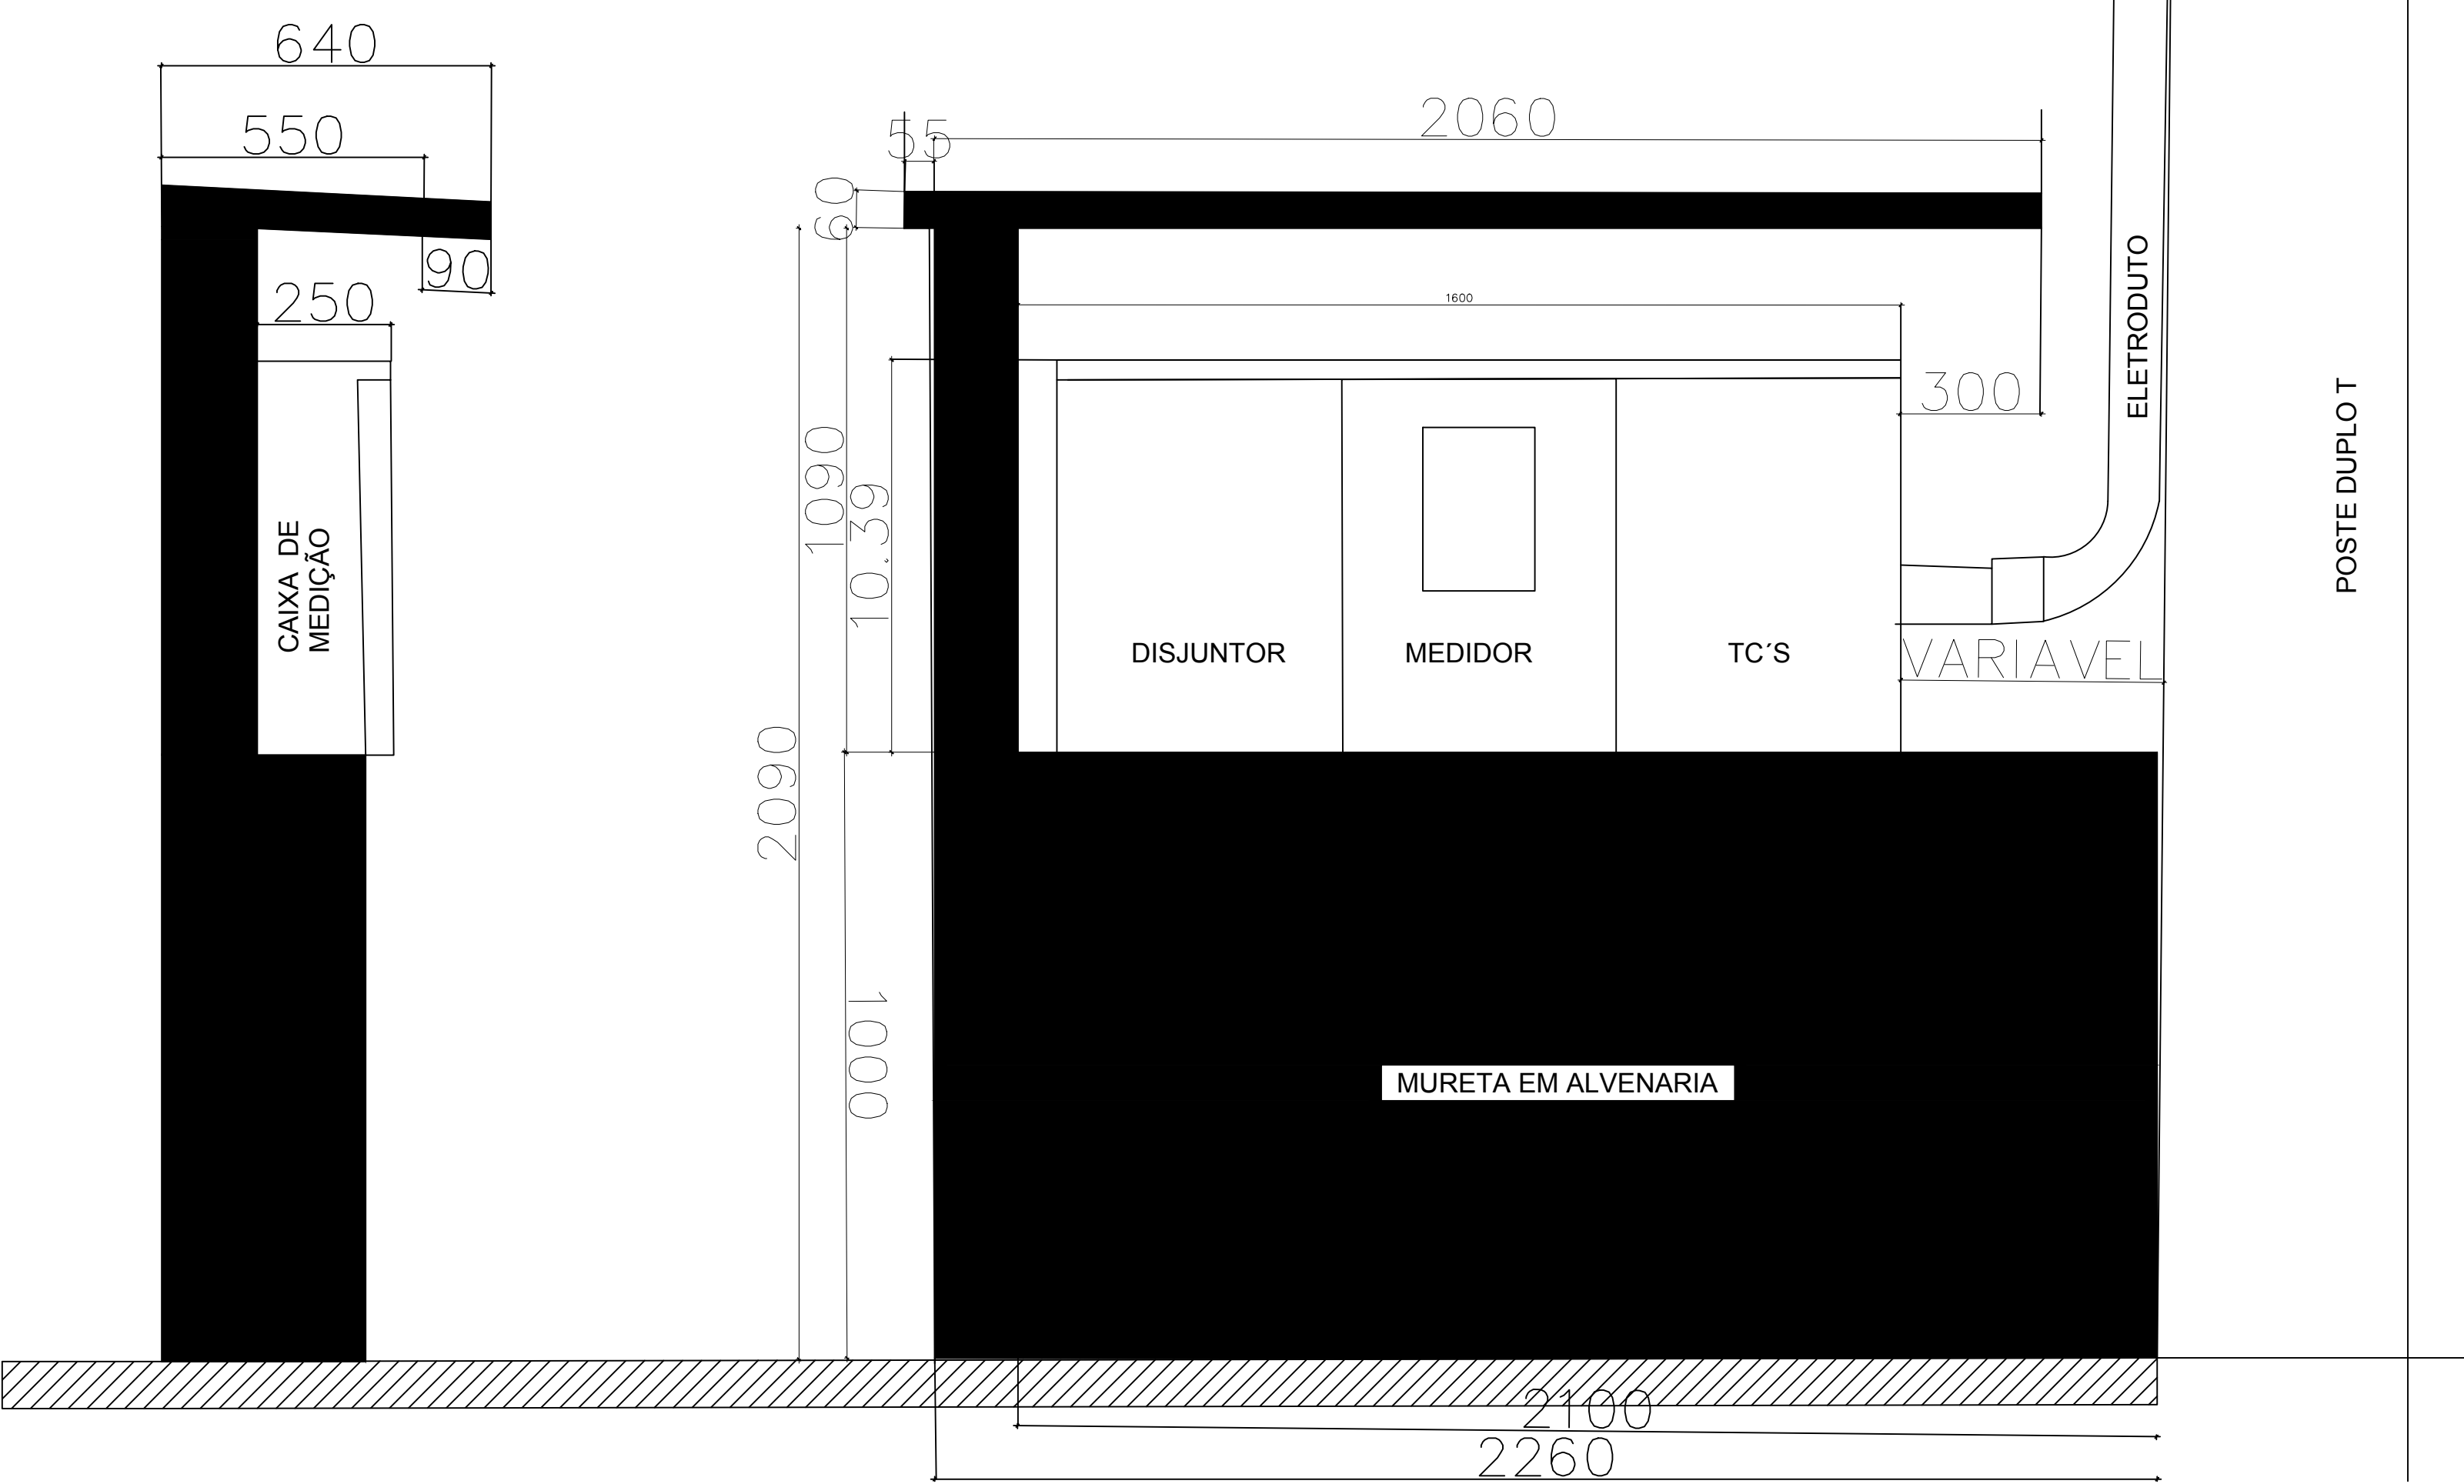 640
550
90
250
CAIXA DE
MEDIÇÃO
55
2060
60
1600
300
1090
10.39
2090
1000
DISJUNTOR
MEDIDOR
TC´S
VARIAVEL
ELETRODUTO
POSTE DUPLO T
MURETA EM ALVENARIA
2100
2260